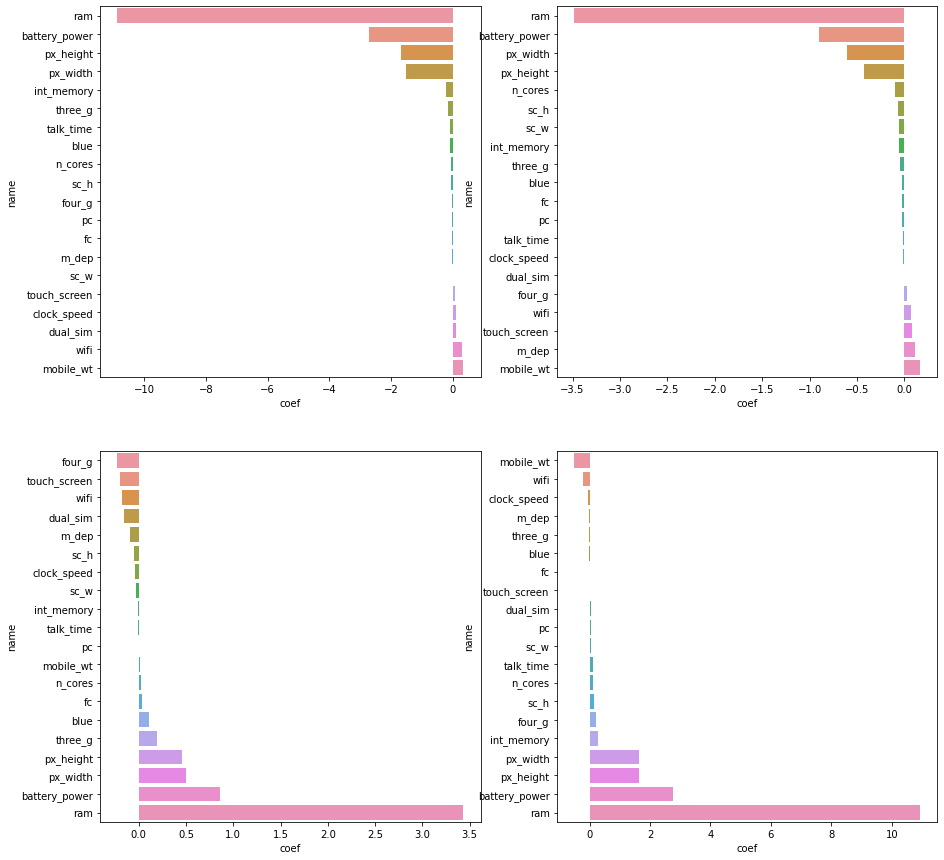 ram
battery_power
px_height
px_width
int_memory
three_g
talk_time
blue
n_cores
sc_h
four_g
pc
fc
m_dep
sc_w
touch_screen
clock_speed
dual_sim
wifi
mobile_wt
name
−10 −8 −6 −4 −2 0
coef
ram
battery_power
px_width
px_height
n_cores
sc_h
sc_w
int_memory
three_g
blue
fc
pc
talk_time
clock_speed
dual_sim
four_g
wifi
touch_screen
m_dep
mobile_wt
name
−3.5 −3.0 −2.5 −2.0 −1.5 −1.0 −0.5 0.0
coef
four_g
touch_screen
wifi
dual_sim
m_dep
sc_h
clock_speed
sc_w
int_memory
talk_time
pc
mobile_wt
n_cores
fc
blue
three_g
px_height
px_width
battery_power
ram
name
0.0 0.5 1.0 1.5 2.0 2.5 3.0 3.5
coef
mobile_wt
wifi
clock_speed
m_dep
three_g
blue
fc
touch_screen
dual_sim
pc
sc_w
talk_time
n_cores
sc_h
four_g
int_memory
px_width
px_height
battery_power
ram
name
0 2 4 6 8 10
coef